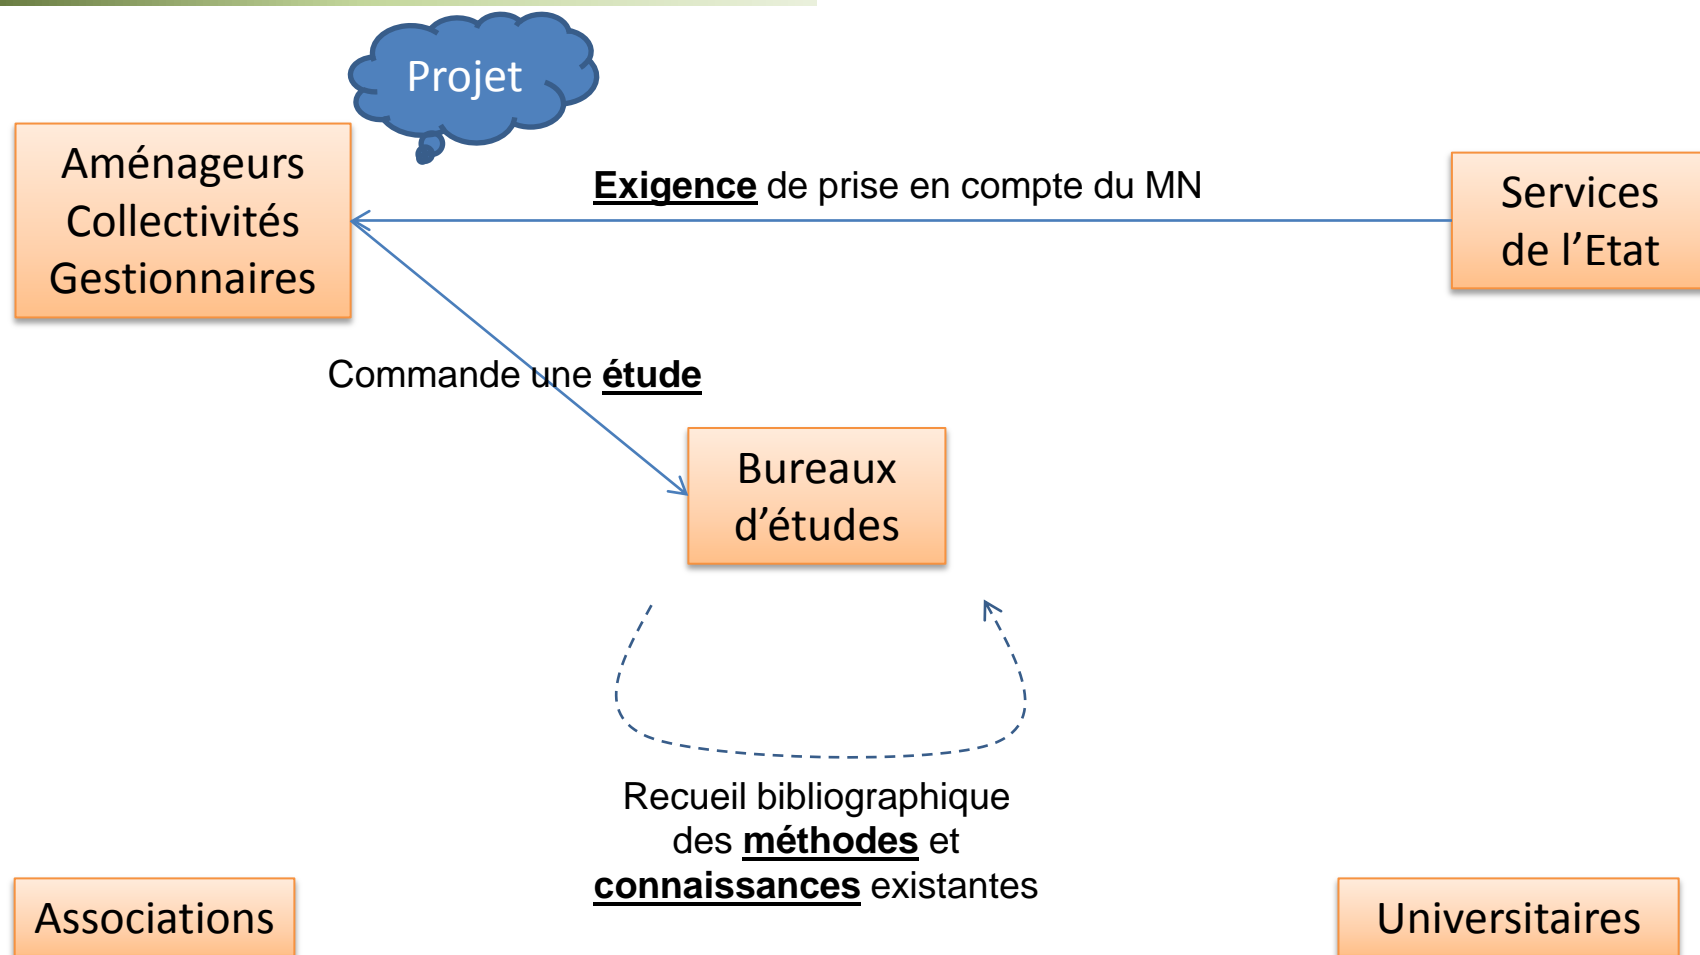 Projet
Aménageurs
Collectivités
Gestionnaires
Exigence de prise en compte du MN
Services
de l’Etat
Commande une étude
Bureaux
d’études
Recueil bibliographique
des méthodes et
connaissances existantes
Associations
Universitaires